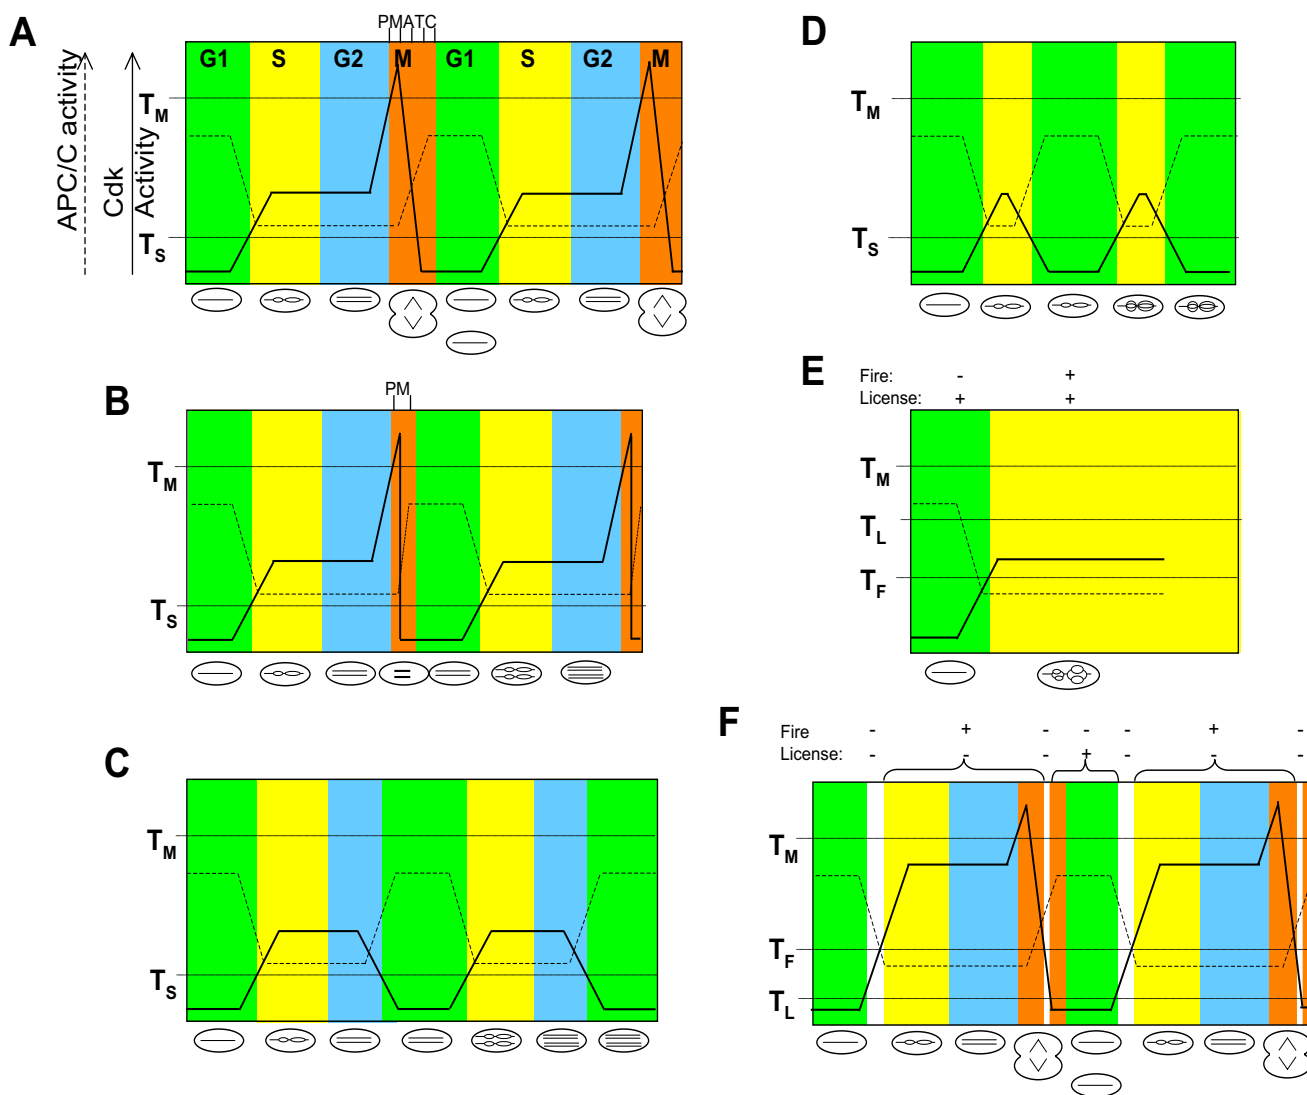 A
PMATC
G1 S G2 M G1 S G2 M
APC/C activity
Cdk Activity
TM
TS
B
PM
TM
TS
C
TM
TS
D
TM
TS
E
Fire: - +
License: + +
TM
TL
TF
F
Fire - + - - - + -
License: - - - + - - -
TM
TF
TL